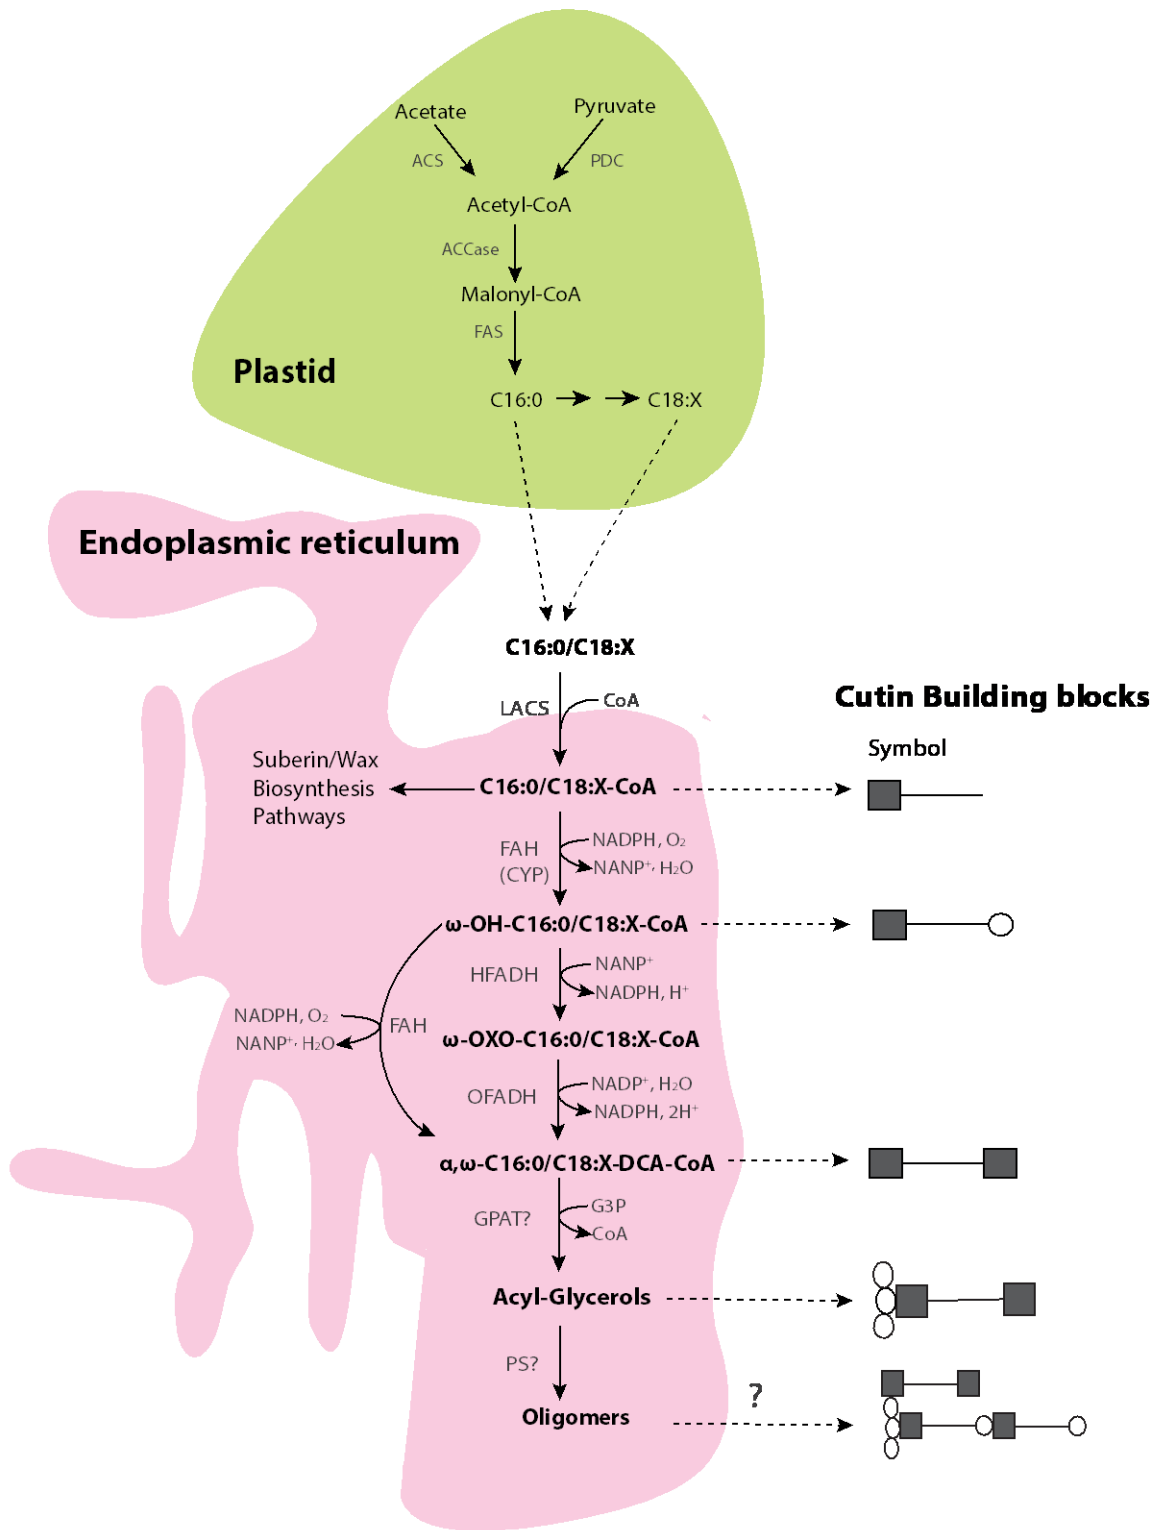 Acetate
Pyruvate
ACS
PDC
Acetyl-CoA
ACCase
Malonyl-CoA
FAS
Plastid
C16:0
C18:X
Endoplasmic reticulum
C16:0/C18:X
LACS
CoA
Cutin Building blocks
Symbol
Suberin/Wax
Biosynthesis
Pathways
C16:0/C18:X-CoA
FAH
(CYP)
NADPH, O₂
NANP⁺, H₂O
ω-OH-C16:0/C18:X-CoA
HFADH
NANP⁺
NADPH, H⁺
NADPH, O₂
NANP⁺, H₂O
FAH
ω-OXO-C16:0/C18:X-CoA
OFADH
NADP⁺, H₂O
NADPH, 2H⁺
α,ω-C16:0/C18:X-DCA-CoA
GPAT?
G3P
CoA
Acyl-Glycerols
PS?
?
Oligomers